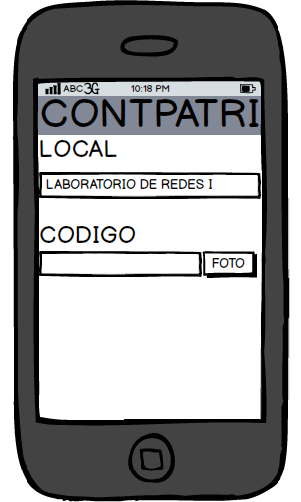 ABC 3G 10:18 PM
CONTPATRI
LOCAL
LABORATORIO DE REDES I
CODIGO
FOTO